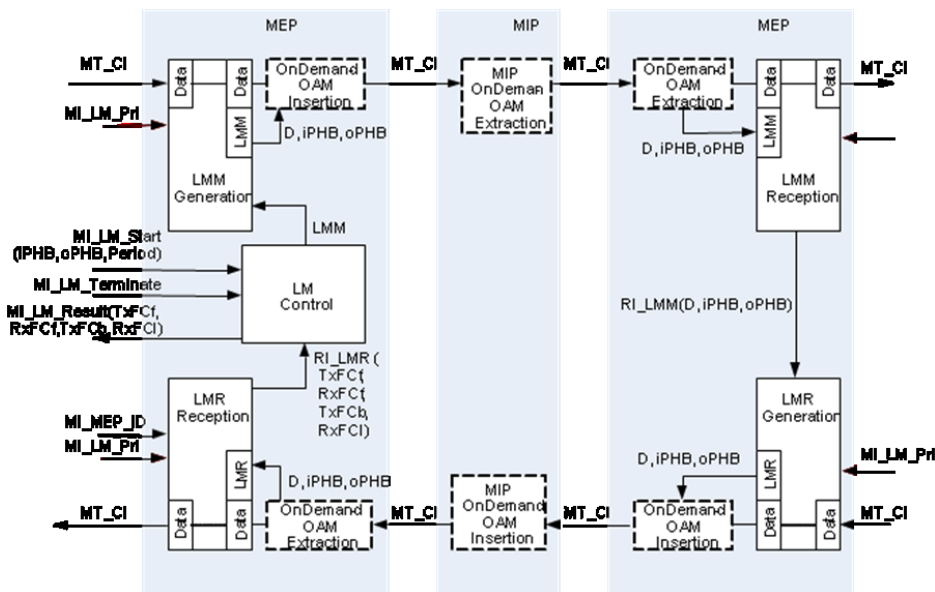 MEP
MIP
MEP
MT_CI
Data
Data
OnDemand
OAM
Insertion
MT_CI
MIP
OnDeman
OAM
Extraction
MT_CI
OnDemand
OAM
Extraction
Data
Data
MT_CI
MI_LM_Pri
LMM
D,iPHB,oPHB
D,iPHB,oPHB
LMM
LMM
Generation
LMM
Reception
LMM
MI_LM_Start
(iPHB,oPHB,Period)
MI_LM_Terminate
MI_LM_Result(TxFCf,
RxFCf,TxFCb,RxFCl)
LM
Control
RI_LMM(D,iPHB,oPHB)
RI_LMR (
TxFCf,
RxFCf,
TxFCb,
RxFCl)
LMR
Reception
LMR
Generation
MI_MEP_ID
MI_LM_Pri
MI_LM_Pri
LMR
D,iPHB,oPHB
D,iPHB,oPHB
LMR
MT_CI
Data
Data
OnDemand
OAM
Extraction
MT_CI
MIP
OnDemand
OAM
Insertion
MT_CI
OnDemand
OAM
Insertion
Data
Data
MT_CI